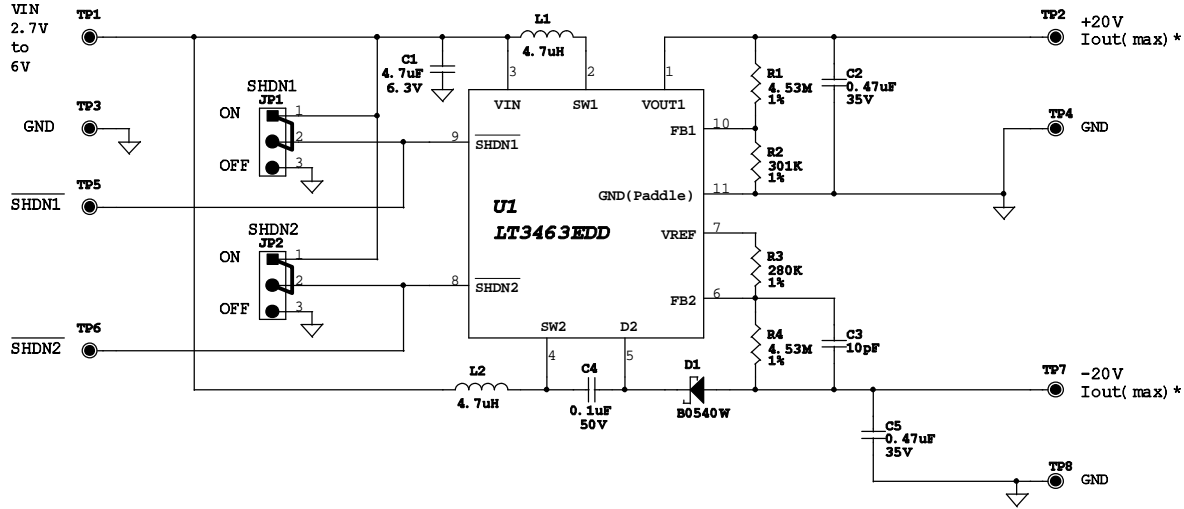 VIN
2.7V
to
6V
TP1
L1
4.7uH
TP2
+20V
Iout(max)*
C1
4.7uF
6.3V
3
2
1
VIN
SW1
VOUT1
R1
4.53M
1%
C2
0.47uF
35V
SHDN1
JP1
ON
1
2
OFF
3
TP3
GND
9
SHDN1
FB1
10
TP4
GND
R2
301K
1%
GND(Paddle)
11
TP5
SHDN1
U1
LT3463EDD
VREF
7
SHDN2
JP2
ON
1
2
OFF
3
R3
280K
1%
8
SHDN2
FB2
6
TP6
SHDN2
SW2
D2
4
5
R4
4.53M
1%
C3
10pF
L2
4.7uH
C4
0.1uF
50V
D1
B0540W
TP7
-20V
Iout(max)*
C5
0.47uF
35V
TP8
GND